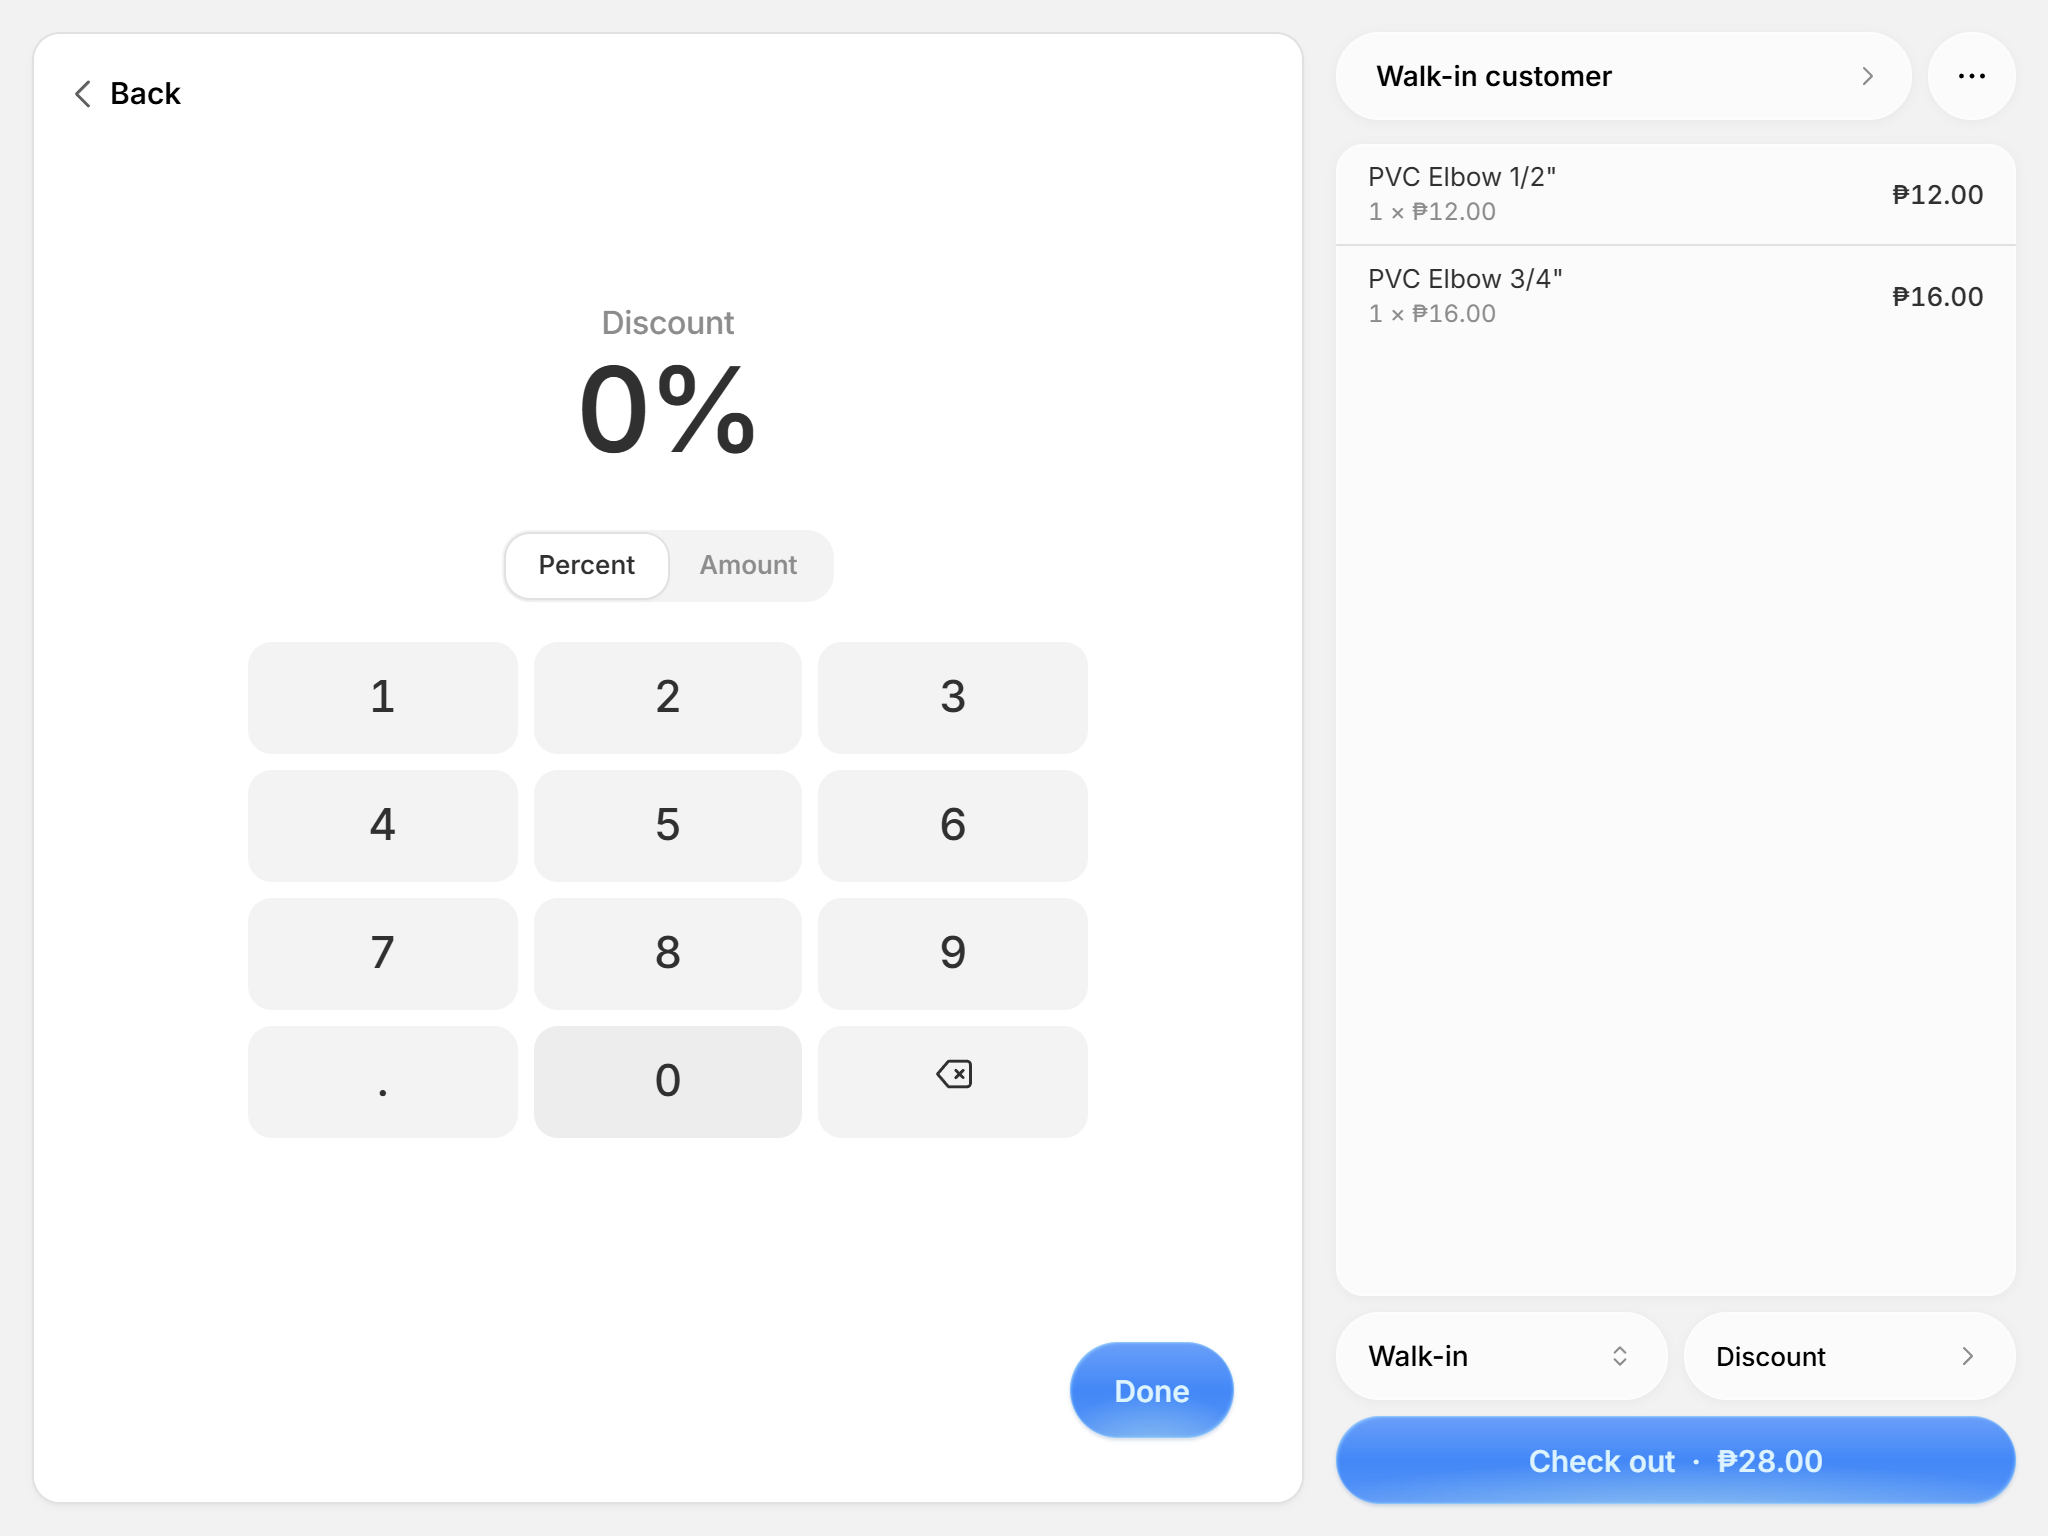 Back
Discount
0%
Percent Amount
1 2 3
4 5 6
7 8 9
. 0
Done
Walk-in customer
PVC Elbow 1/2" ₱12.00
1 × ₱12.00
PVC Elbow 3/4" ₱16.00
1 × ₱16.00
Walk-in Discount
Check out · ₱28.00